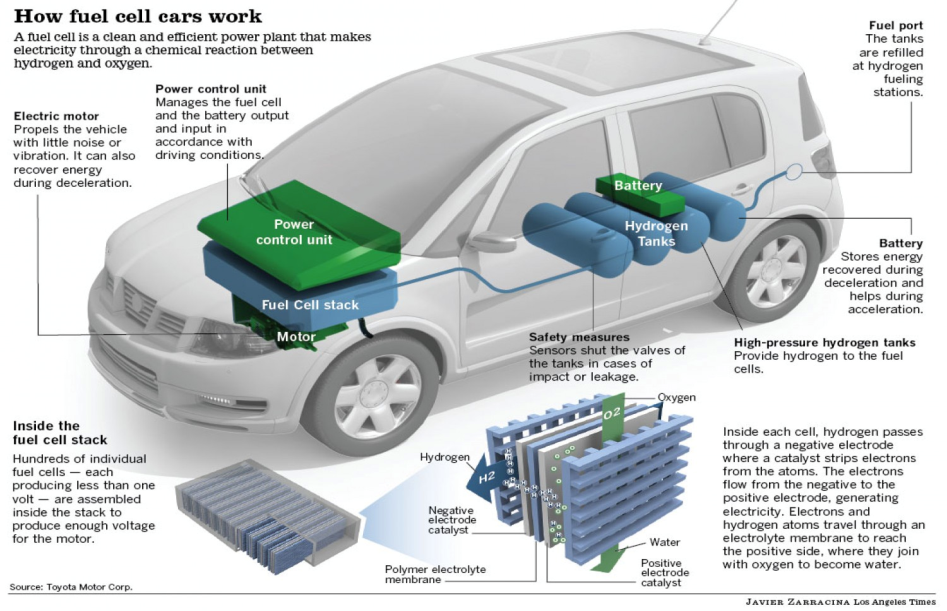 How fuel cell cars work
A fuel cell is a clean and efficient power plant that makes
electricity through a chemical reaction between
hydrogen and oxygen.
Fuel port
The tanks
are refilled
at hydrogen
fueling
stations.
Power control unit
Manages the fuel cell
and the battery output
and input in
accordance with
driving conditions.
Electric motor
Propels the vehicle
with little noise or
vibration. It can also
recover energy
during deceleration.
Battery
Power
control unit
Hydrogen
Tanks
Fuel Cell stack
Motor
Battery
Stores energy
recovered during
deceleration and
helps during
acceleration.
Safety measures
Sensors shut the valves of
the tanks in cases of
impact or leakage.
High-pressure hydrogen tanks
Provide hydrogen to the fuel
cells.
Inside the
fuel cell stack
Hundreds of individual
fuel cells — each
producing less than one
volt — are assembled
inside the stack to
produce enough voltage
for the motor.
Oxygen
O2
Hydrogen
H2
Negative
electrode
catalyst
Polymer electrolyte
membrane
Water
Positive
electrode
catalyst
Inside each cell, hydrogen passes
through a negative electrode
where a catalyst strips electrons
from the atoms. The electrons
flow from the negative to the
positive electrode, generating
electricity. Electrons and
hydrogen atoms travel through an
electrolyte membrane to reach
the positive side, where they join
with oxygen to become water.
Source: Toyota Motor Corp.
JAVIER ZARRACINA Los Angeles Times